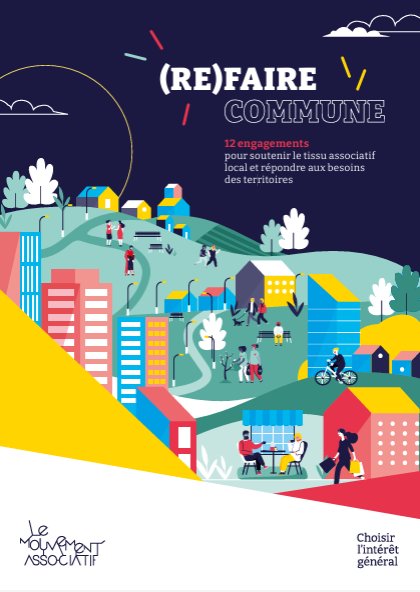 (RE)FAIRE
COMMUNE
12 engagements
pour soutenir le tissu associatif
local et répondre aux besoins
des territoires
Le
MOUVEMENT
ASSOCIATIF
Choisir
l'intérêt
général